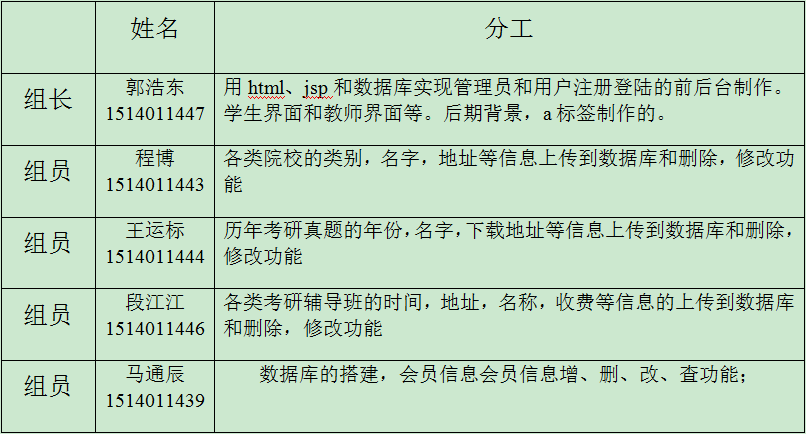 姓名 分工
组长 郭浩东 用html、jsp和数据库实现管理员和用户注册登陆的前后台制作。
1514011447 学生界面和教师界面等。后期背景，a标签制作的。
组员 程博 各类院校的类别，名字，地址等信息上传到数据库和删除，修改功
1514011443 能
组员 王运标 历年考研真题的年份,名字,下载地址等信息上传到数据库和删除，
1514011444 修改功能
组员 段江江 各类考研辅导班的时间，地址，名称，收费等信息的上传到数据库
1514011446 和删除，修改功能
组员 马通辰 数据库的搭建，会员信息会员信息增、删、改、查功能；
1514011439